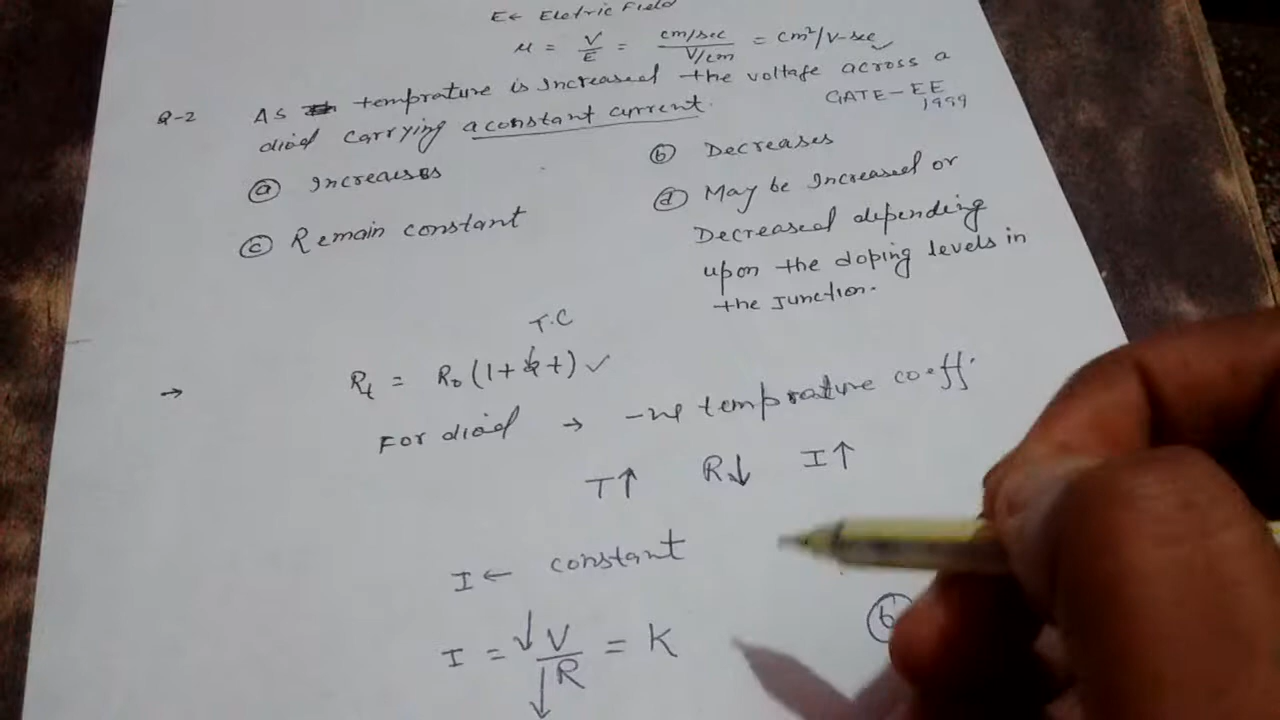 E← Eletric Field
μ = V/E = cm/sec / V/cm = cm²/V-sec
Q-2 As temprature is increased the voltage across a
diod carrying a constant current. GATE-EE 1999
(a) Increases (b) Decreases
(c) Remain constant (d) May be Increased or
Decreased depending
upon the doping levels in
the Junction.
T.C
→ Rt = R0 (1+αt) ✓
For diod → -ve temprature coeff.
T↑ R↓ I↑
I ← constant
I = ↓V/↓R = K
(b)